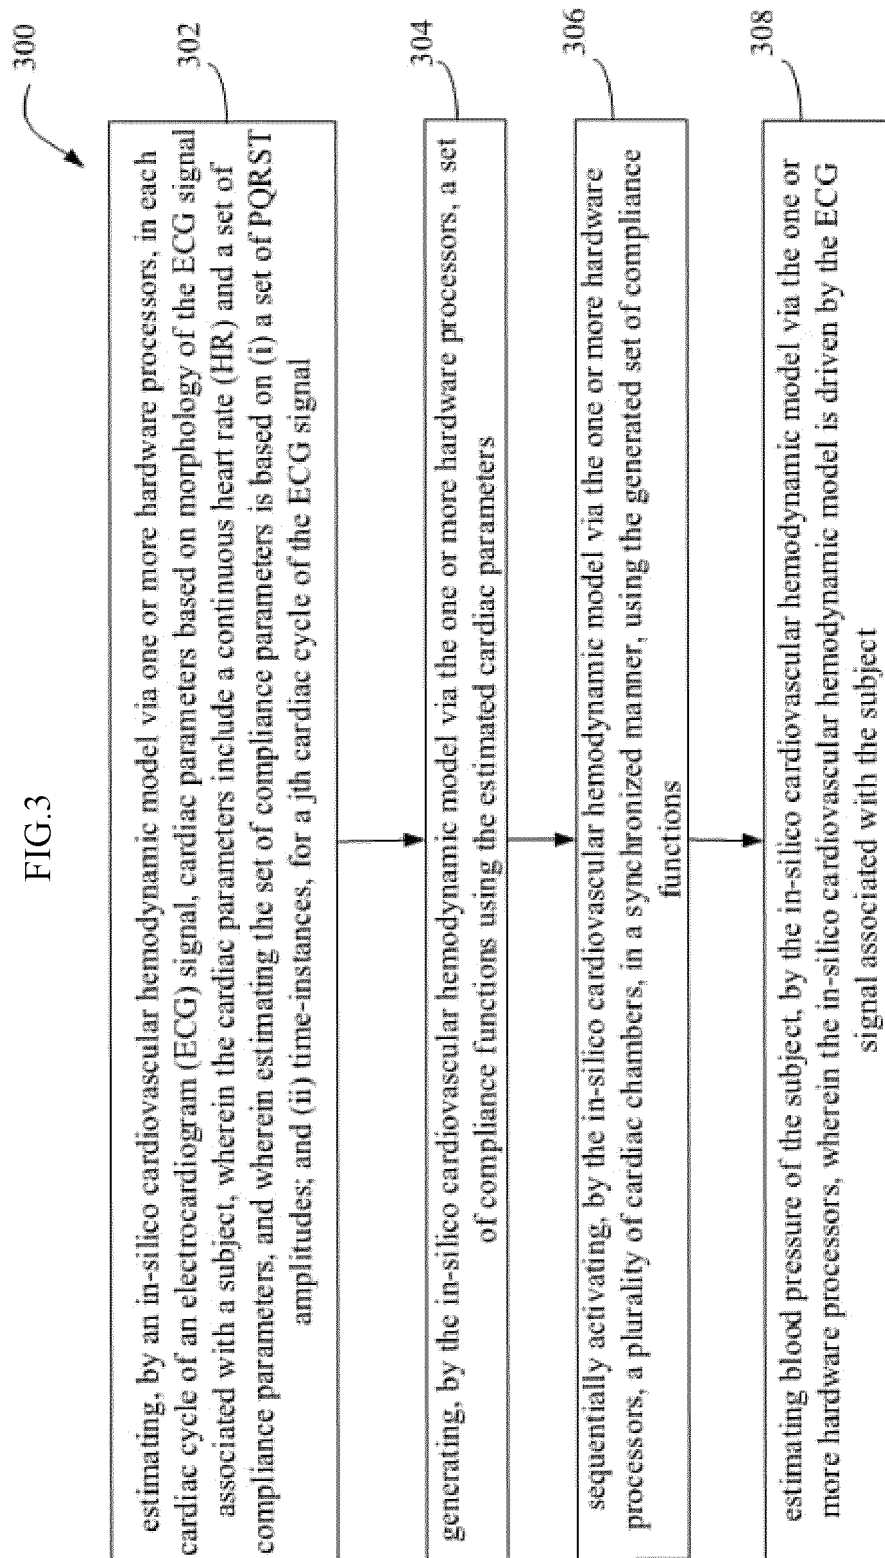 FIG.3
300
302
estimating, by an in-silico cardiovascular hemodynamic model via one or more hardware processors, in each
cardiac cycle of an electrocardiogram (ECG) signal, cardiac parameters based on morphology of the ECG signal
associated with a subject, wherein the cardiac parameters include a continuous heart rate (HR) and a set of
compliance parameters, and wherein estimating the set of compliance parameters is based on (i) a set of PQRST
amplitudes; and (ii) time-instances, for a jth cardiac cycle of the ECG signal
304
generating, by the in-silico cardiovascular hemodynamic model via the one or more hardware processors, a set
of compliance functions using the estimated cardiac parameters
306
sequentially activating, by the in-silico cardiovascular hemodynamic model via the one or more hardware
processors, a plurality of cardiac chambers, in a synchronized manner, using the generated set of compliance
functions
308
estimating blood pressure of the subject, by the in-silico cardiovascular hemodynamic model via the one or
more hardware processors, wherein the in-silico cardiovascular hemodynamic model is driven by the ECG
signal associated with the subject